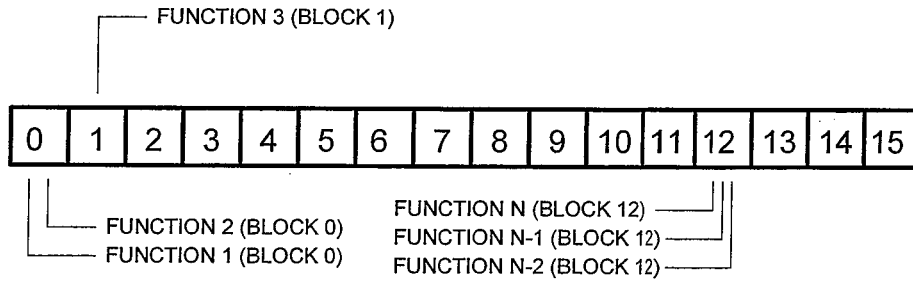 FUNCTION 3 (BLOCK 1)
0 1 2 3 4 5 6 7 8 9 10 11 12 13 14 15
FUNCTION 2 (BLOCK 0)
FUNCTION 1 (BLOCK 0)
FUNCTION N (BLOCK 12)
FUNCTION N-1 (BLOCK 12)
FUNCTION N-2 (BLOCK 12)